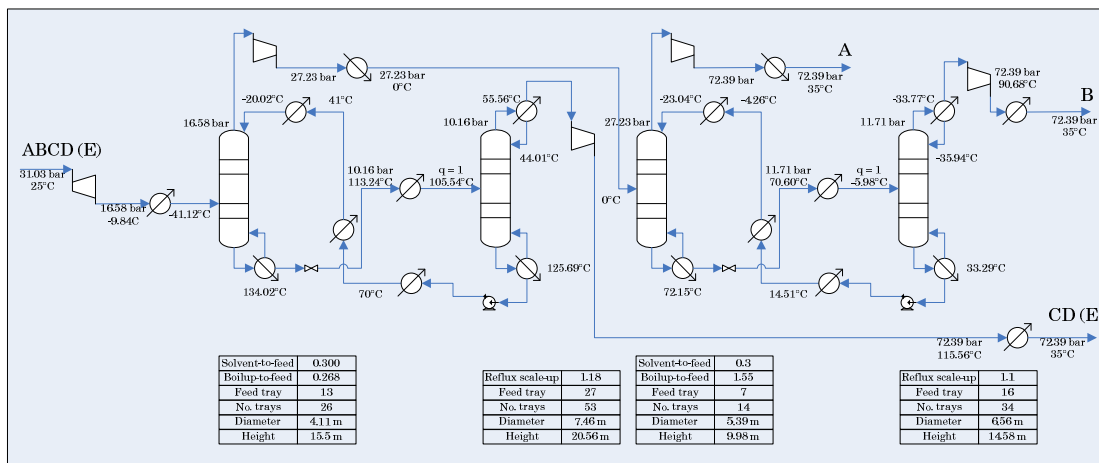 ABCD (E)
31.03 bar
25°C
16.58 bar
-9.84C
-41.12°C
16.58 bar
-20.02°C
41°C
27.23 bar
27.23 bar
0°C
134.02°C
70°C
10.16 bar
113.24°C
q = 1
105.54°C
10.16 bar
55.56°C
44.01°C
125.69°C
27.23 bar
0°C
-23.04°C
-4.26°C
72.39 bar
A
72.39 bar
35°C
72.15°C
14.51°C
11.71 bar
70.60°C
q = 1
-5.98°C
11.71 bar
-33.77°C
-35.94°C
33.29°C
72.39 bar
90.68°C
B
72.39 bar
35°C
CD (E
72.39 bar
115.56°C
72.39 bar
35°C
Solvent-to-feed 0.300
Boilup-to-feed 0.268
Feed tray 13
No. trays 26
Diameter 4.11 m
Height 15.5 m
Reflux scale-up 1.18
Feed tray 27
No. trays 53
Diameter 7.46 m
Height 20.56 m
Solvent-to-feed 0.3
Boilup-to-feed 1.55
Feed tray 7
No. trays 14
Diameter 5.39 m
Height 9.98 m
Reflux scale-up 1.1
Feed tray 16
No. trays 34
Diameter 6.56 m
Height 14.58 m